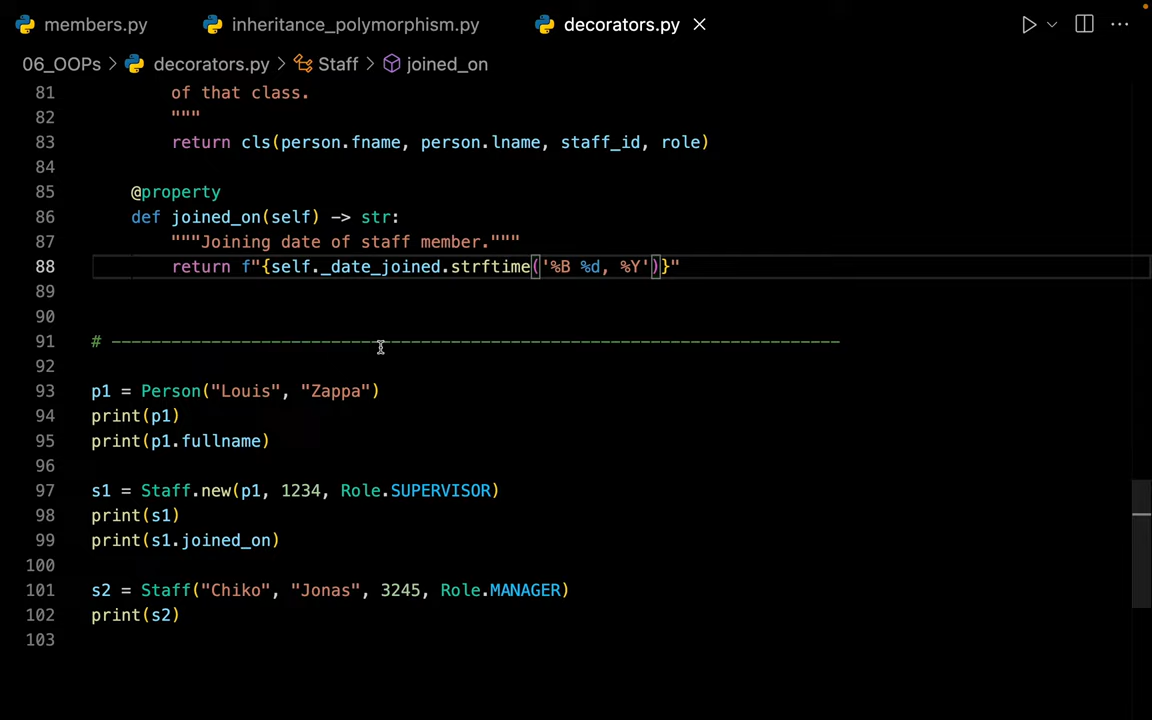 members.py inheritance_polymorphism.py decorators.py
06_OOPs > decorators.py > Staff > joined_on
81 of that class.
82 """
83 return cls(person.fname, person.lname, staff_id, role)
84
85 @property
86 def joined_on(self) -> str:
87 """Joining date of staff member."""
88 return f"{self._date_joined.strftime('%B %d, %Y')}"
89
90
91 # -------------------------------------------------------------------------
92
93 p1 = Person("Louis", "Zappa")
94 print(p1)
95 print(p1.fullname)
96
97 s1 = Staff.new(p1, 1234, Role.SUPERVISOR)
98 print(s1)
99 print(s1.joined_on)
100
101 s2 = Staff("Chiko", "Jonas", 3245, Role.MANAGER)
102 print(s2)
103